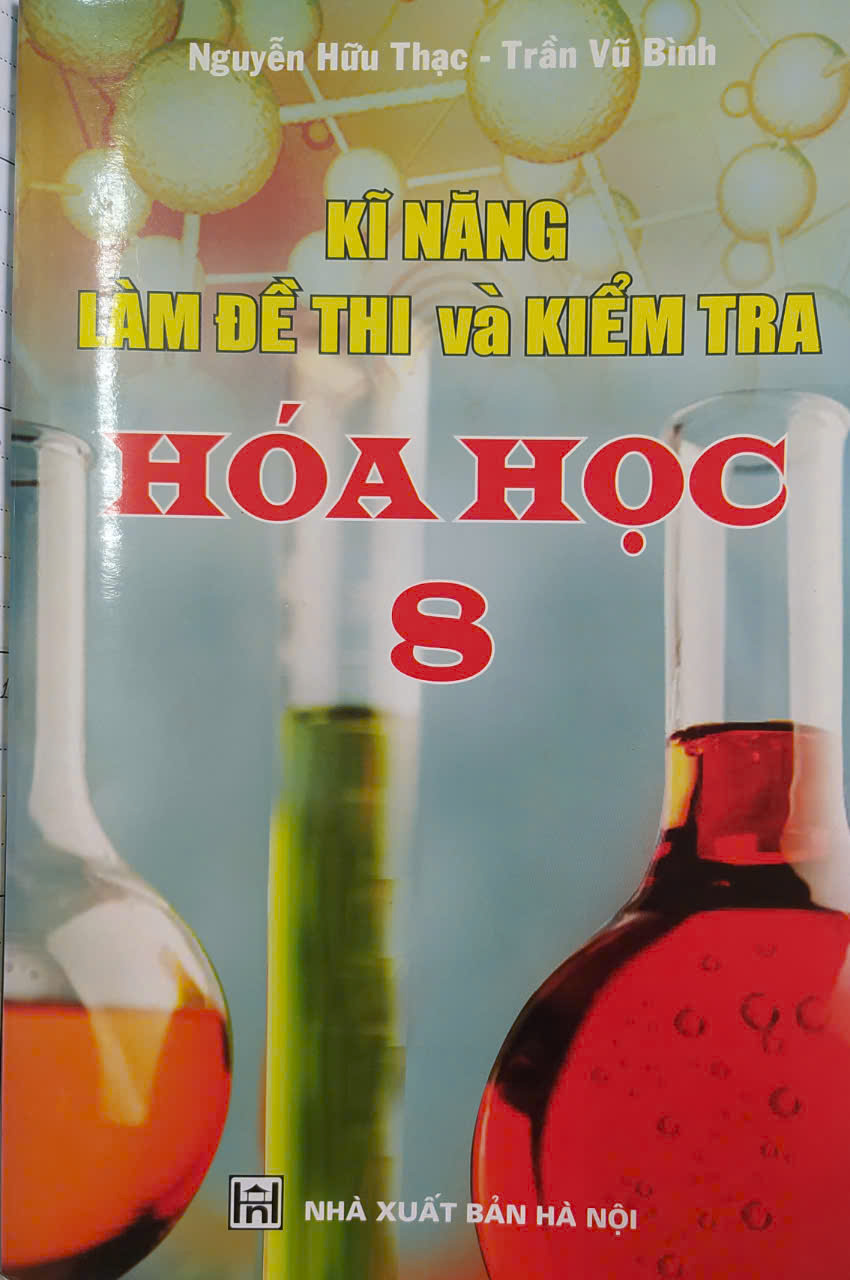 Nguyễn Hữu Thạc - Trần Vũ Bình
KĨ NĂNG
LÀM ĐỀ THI và KIỂM TRA
HÓA HỌC
8
NHÀ XUẤT BẢN HÀ NỘI